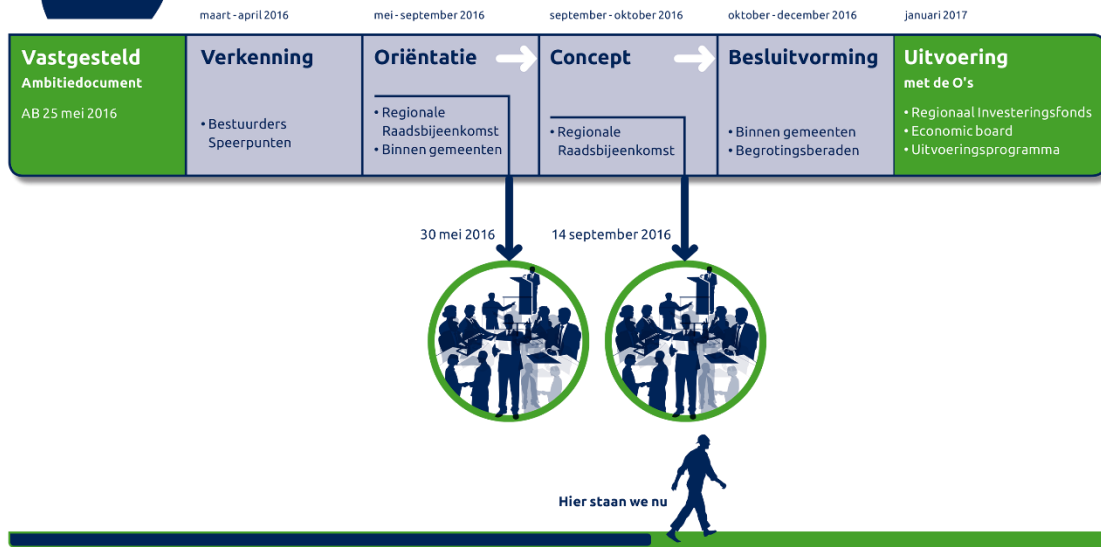 maart - april 2016
mei - september 2016
september - oktober 2016
oktober - december 2016
januari 2017
Vastgesteld
Ambitiedocument
AB 25 mei 2016
Verkenning
• Bestuurders
Speerpunten
Oriëntatie
• Regionale
Raadsbijeenkomst
• Binnen gemeenten
Concept
• Regionale
Raadsbijeenkomst
Besluitvorming
• Binnen gemeenten
• Begrotingsberaden
Uitvoering
met de O's
• Regionaal Investeringsfonds
• Economic board
• Uitvoeringsprogramma
30 mei 2016
14 september 2016
Hier staan we nu